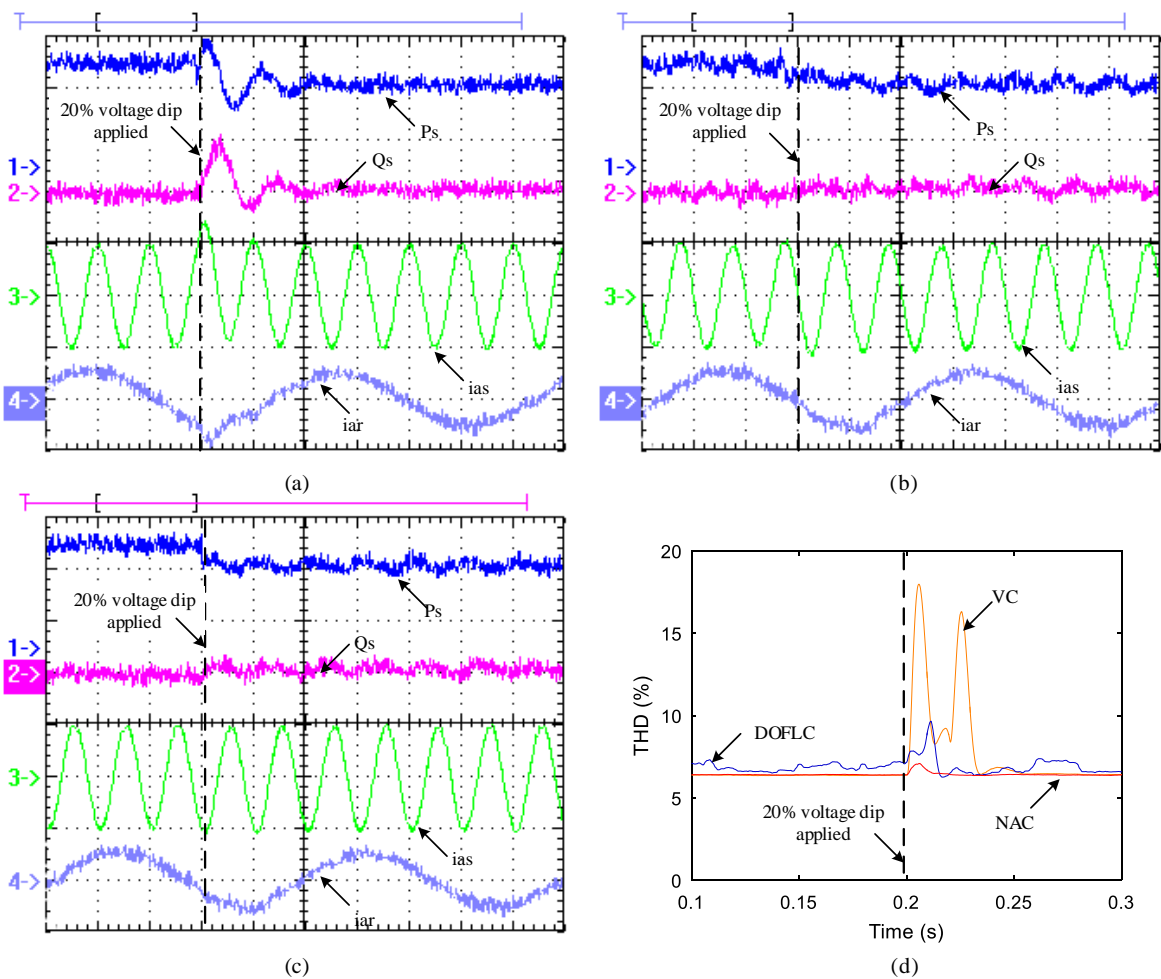 T [ ]
20% voltage dip
applied
Ps
Qs
1->
2->
3->
4->
ias
iar
(a)
T [ ]
20% voltage dip
applied
Ps
Qs
1->
2->
3->
4->
ias
iar
(b)
T [ ]
20% voltage dip
applied
Ps
Qs
1->
2->
3->
4->
ias
iar
(c)
20
15
10
5
0
THD (%)
VC
DOFLC
NAC
20% voltage dip
applied
0.1 0.15 0.2 0.25 0.3
Time (s)
(d)